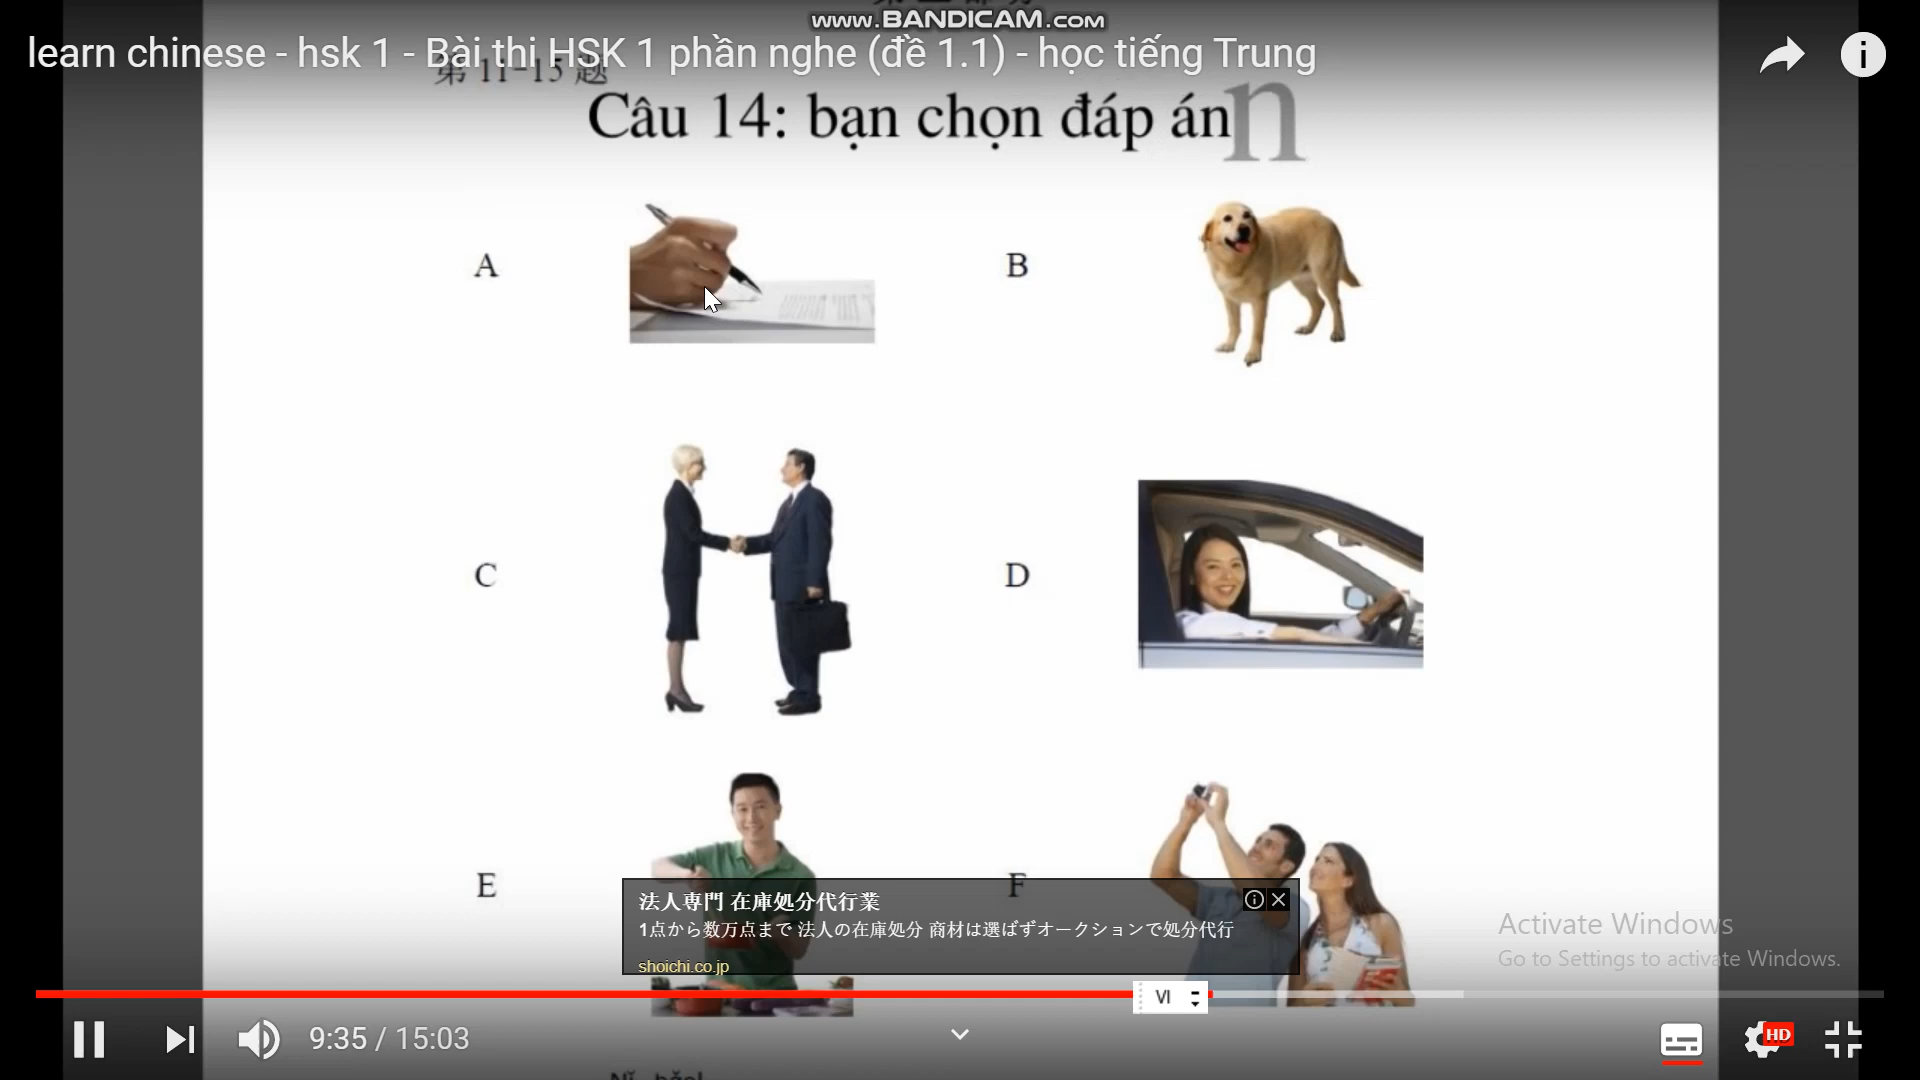 www.BANDICAM.com
learn chinese - hsk 1 - Bài thi HSK 1 phần nghe (đề 1.1) - học tiếng Trung
第 11-15 题
Câu 14: bạn chọn đáp án
n
A
B
C
D
E
F
法人専門 在庫処分代行業
1点から数万点まで 法人の在庫処分 商材は選ばずオークションで処分代行
shoichi.co.jp
Activate Windows
Go to Settings to activate Windows.
VI
9:35 / 15:03
HD